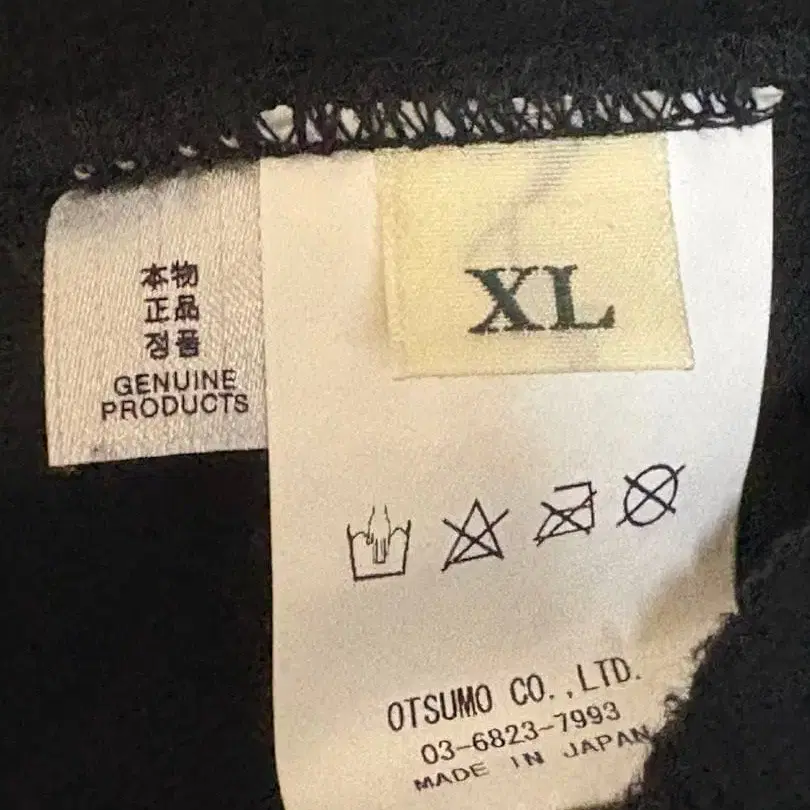 本物
正品
정품
GENUINE
PRODUCTS
XL
OTSUMO CO.,LTD.
03-6823-7993
MADE IN JAPAN